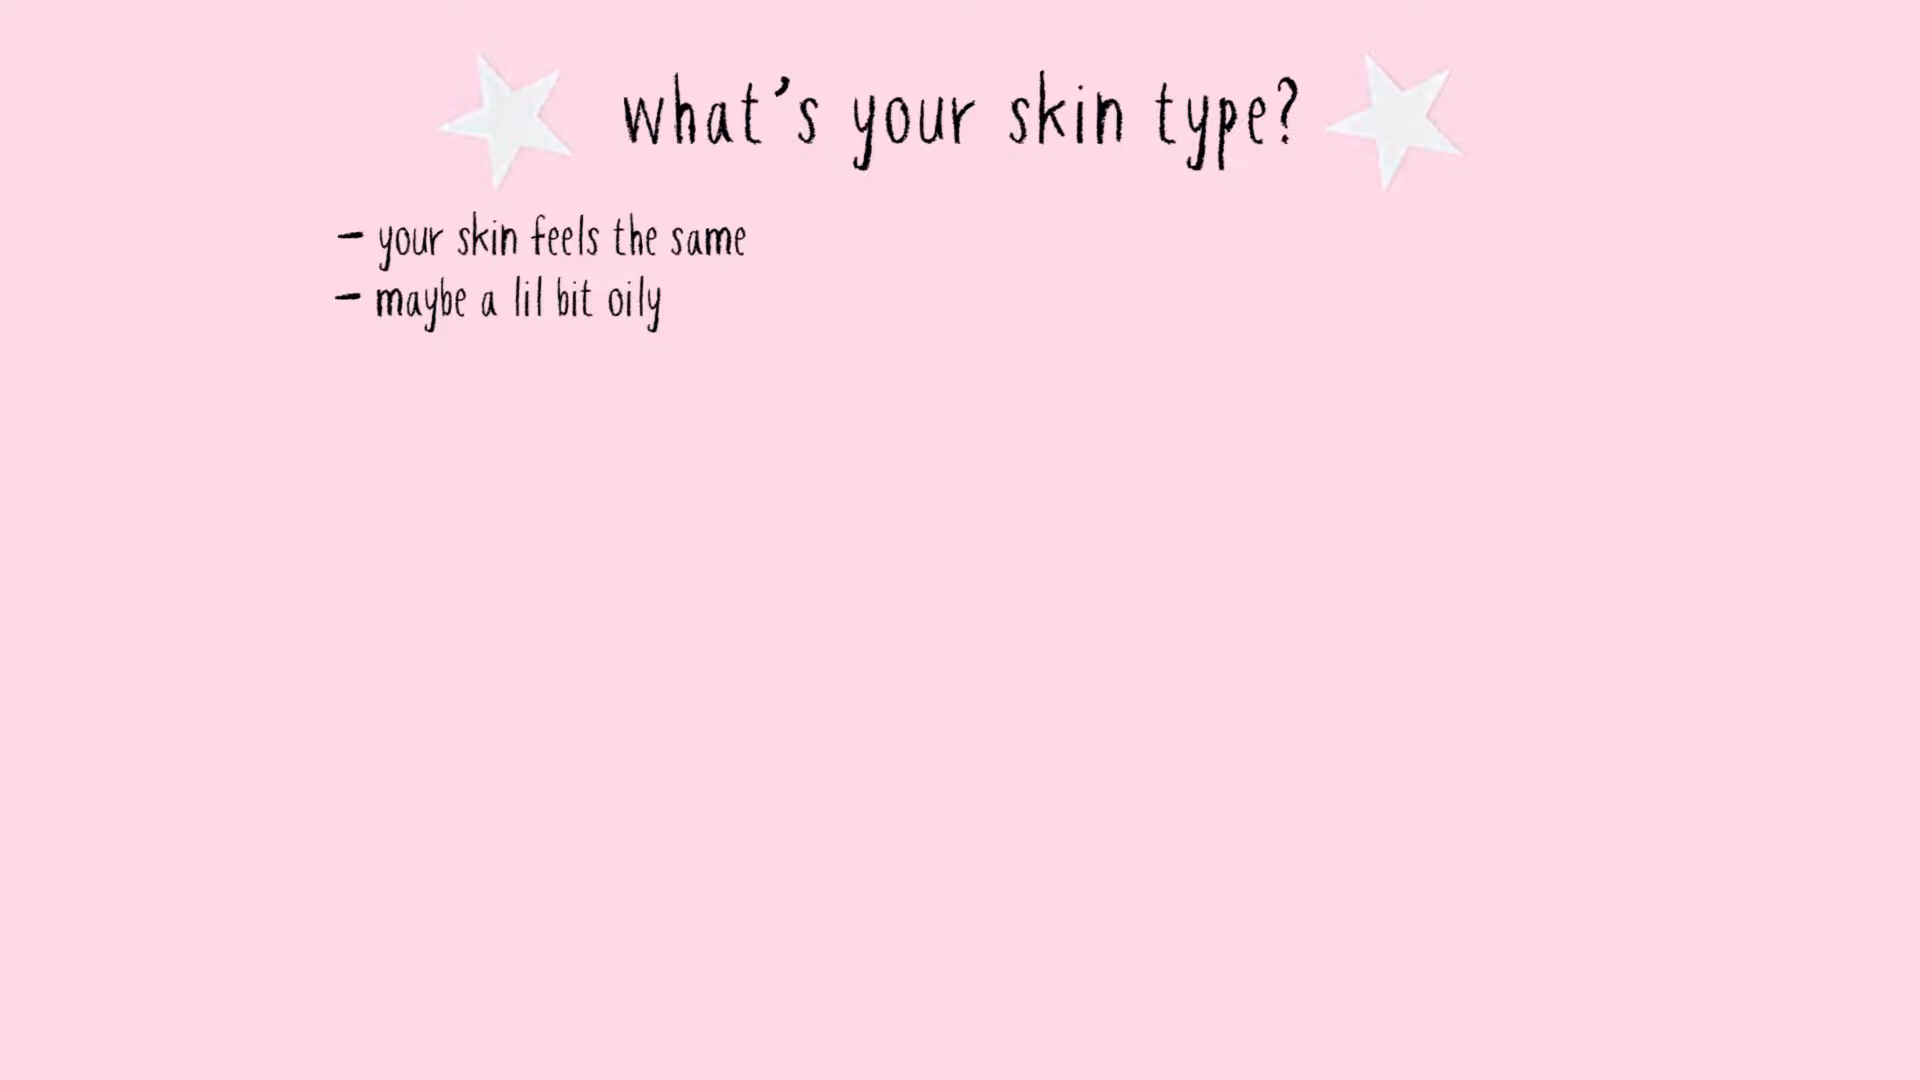 what's your skin type?
- your skin feels the same
- maybe a lil bit oily